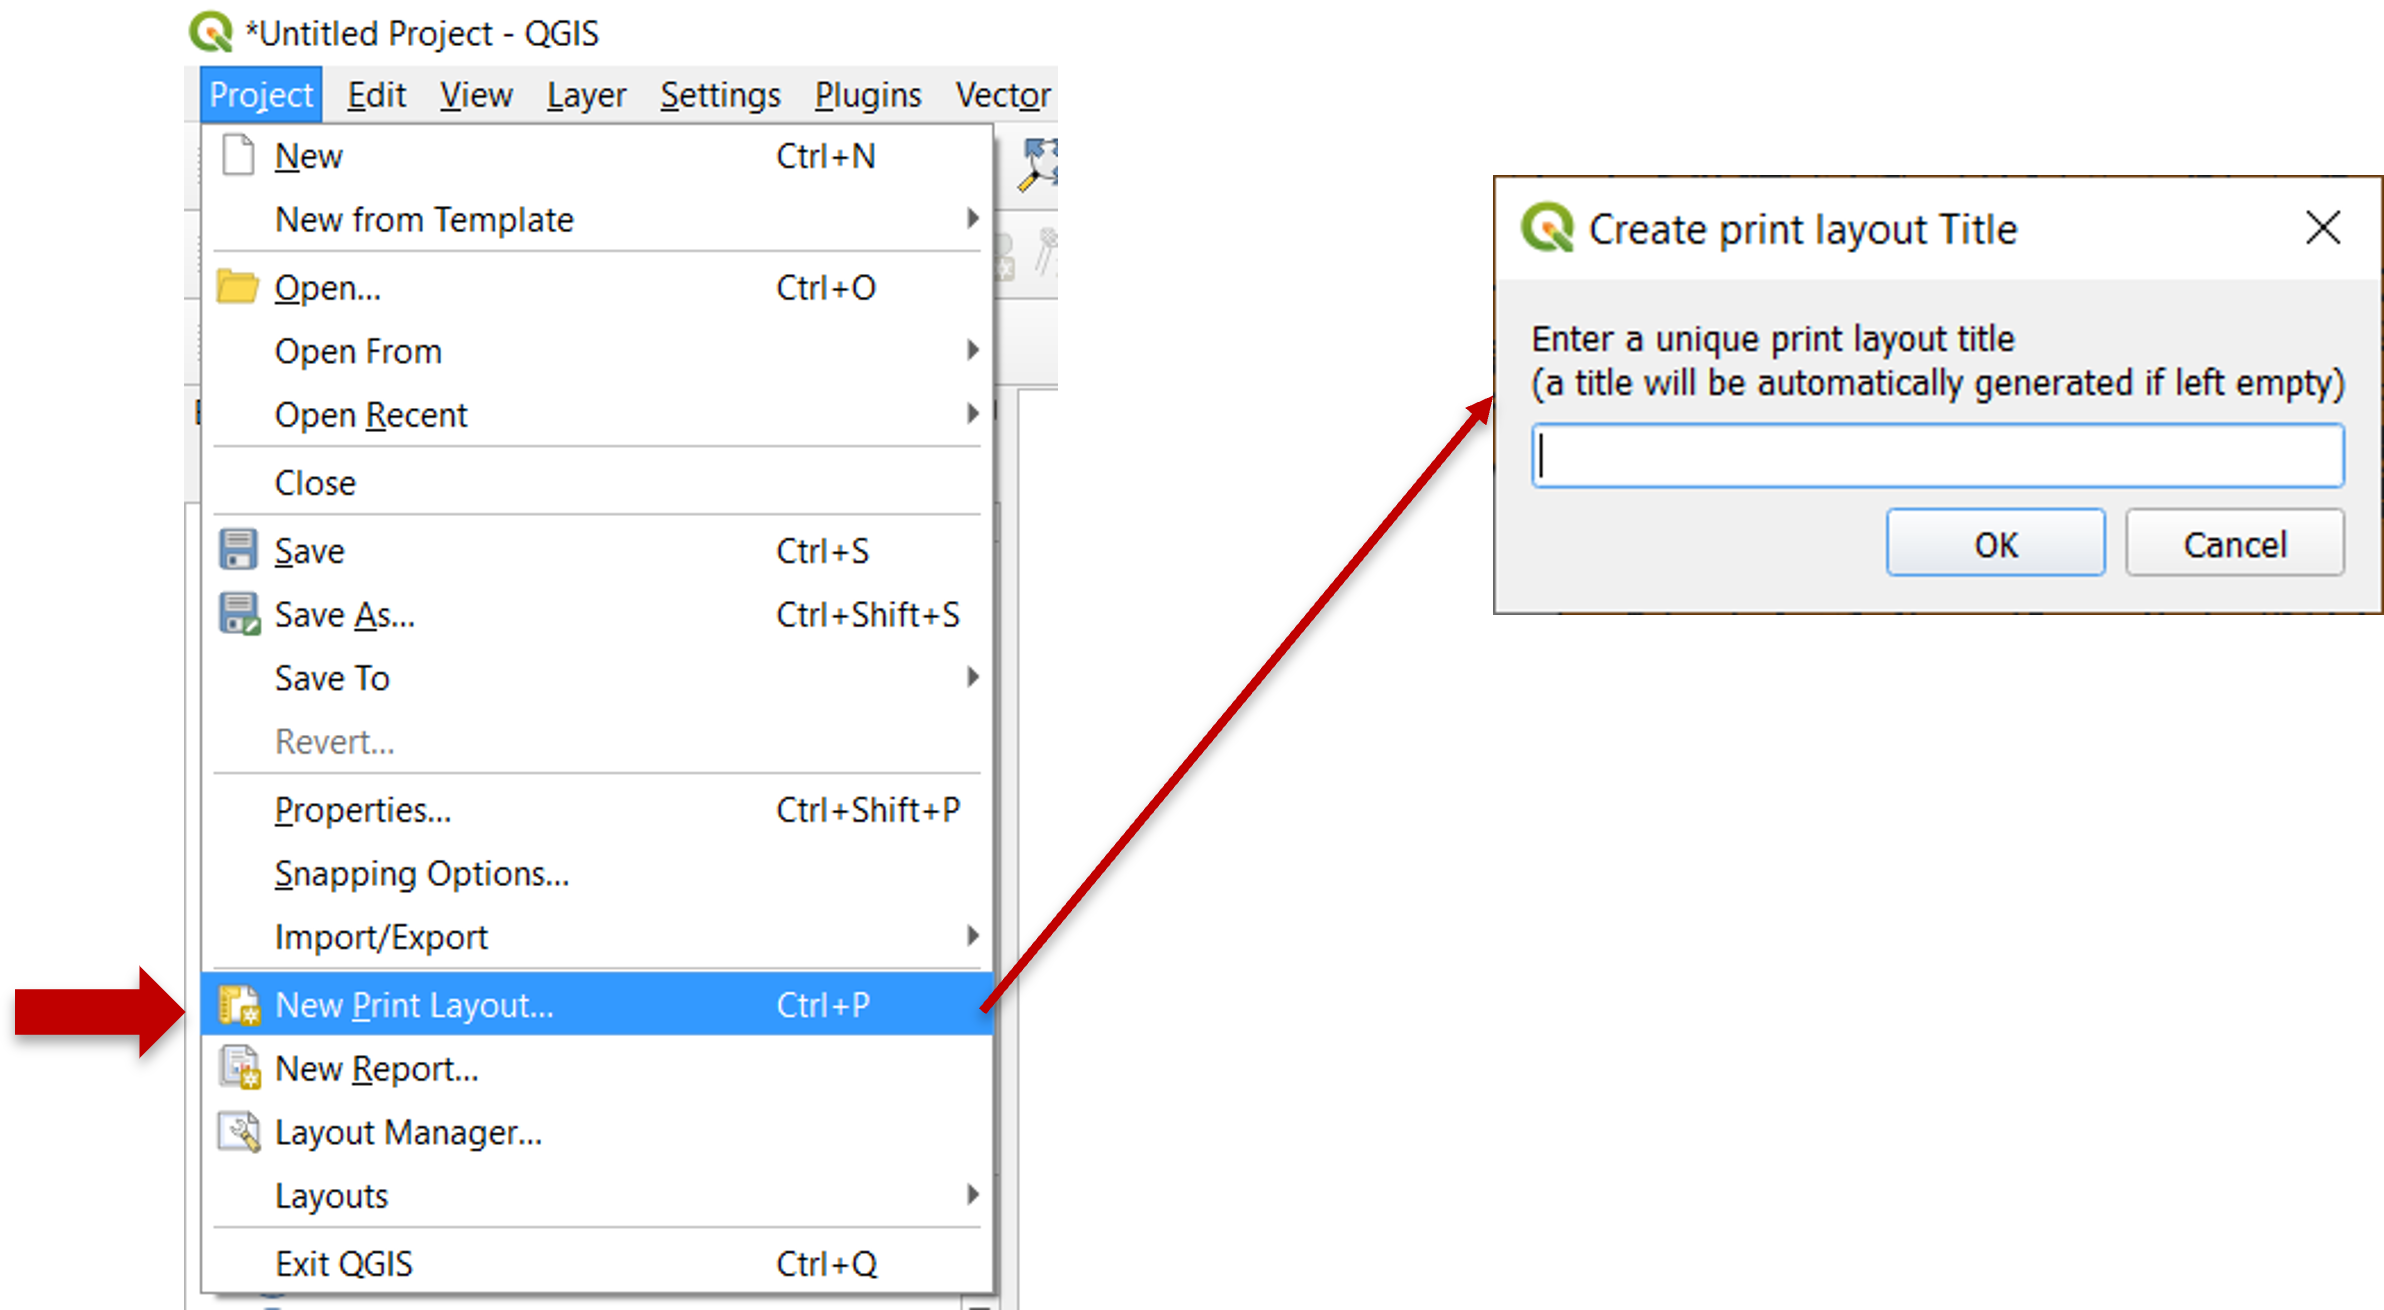 *Untitled Project - QGIS
Project Edit View Layer Settings Plugins Vector
New Ctrl+N
New from Template
Open... Ctrl+O
Open From
Open Recent
Close
Save Ctrl+S
Save As... Ctrl+Shift+S
Save To
Revert...
Properties... Ctrl+Shift+P
Snapping Options...
Import/Export
New Print Layout... Ctrl+P
New Report...
Layout Manager...
Layouts
Exit QGIS Ctrl+Q
Create print layout Title
Enter a unique print layout title
(a title will be automatically generated if left empty)
OK Cancel